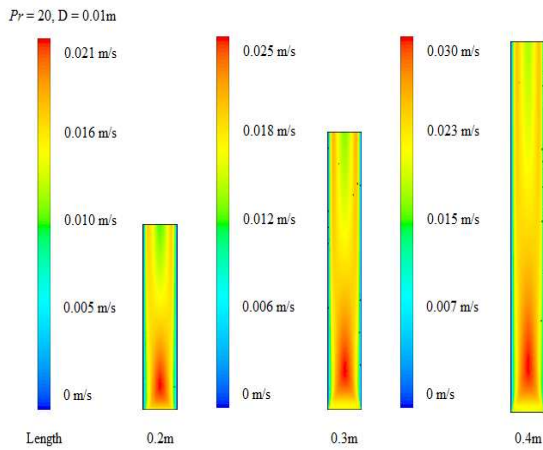 Pr = 20, D = 0.01m
0.021 m/s
0.016 m/s
0.010 m/s
0.005 m/s
0 m/s
0.025 m/s
0.018 m/s
0.012 m/s
0.006 m/s
0 m/s
0.030 m/s
0.023 m/s
0.015 m/s
0.007 m/s
0 m/s
Length 0.2m 0.3m 0.4m